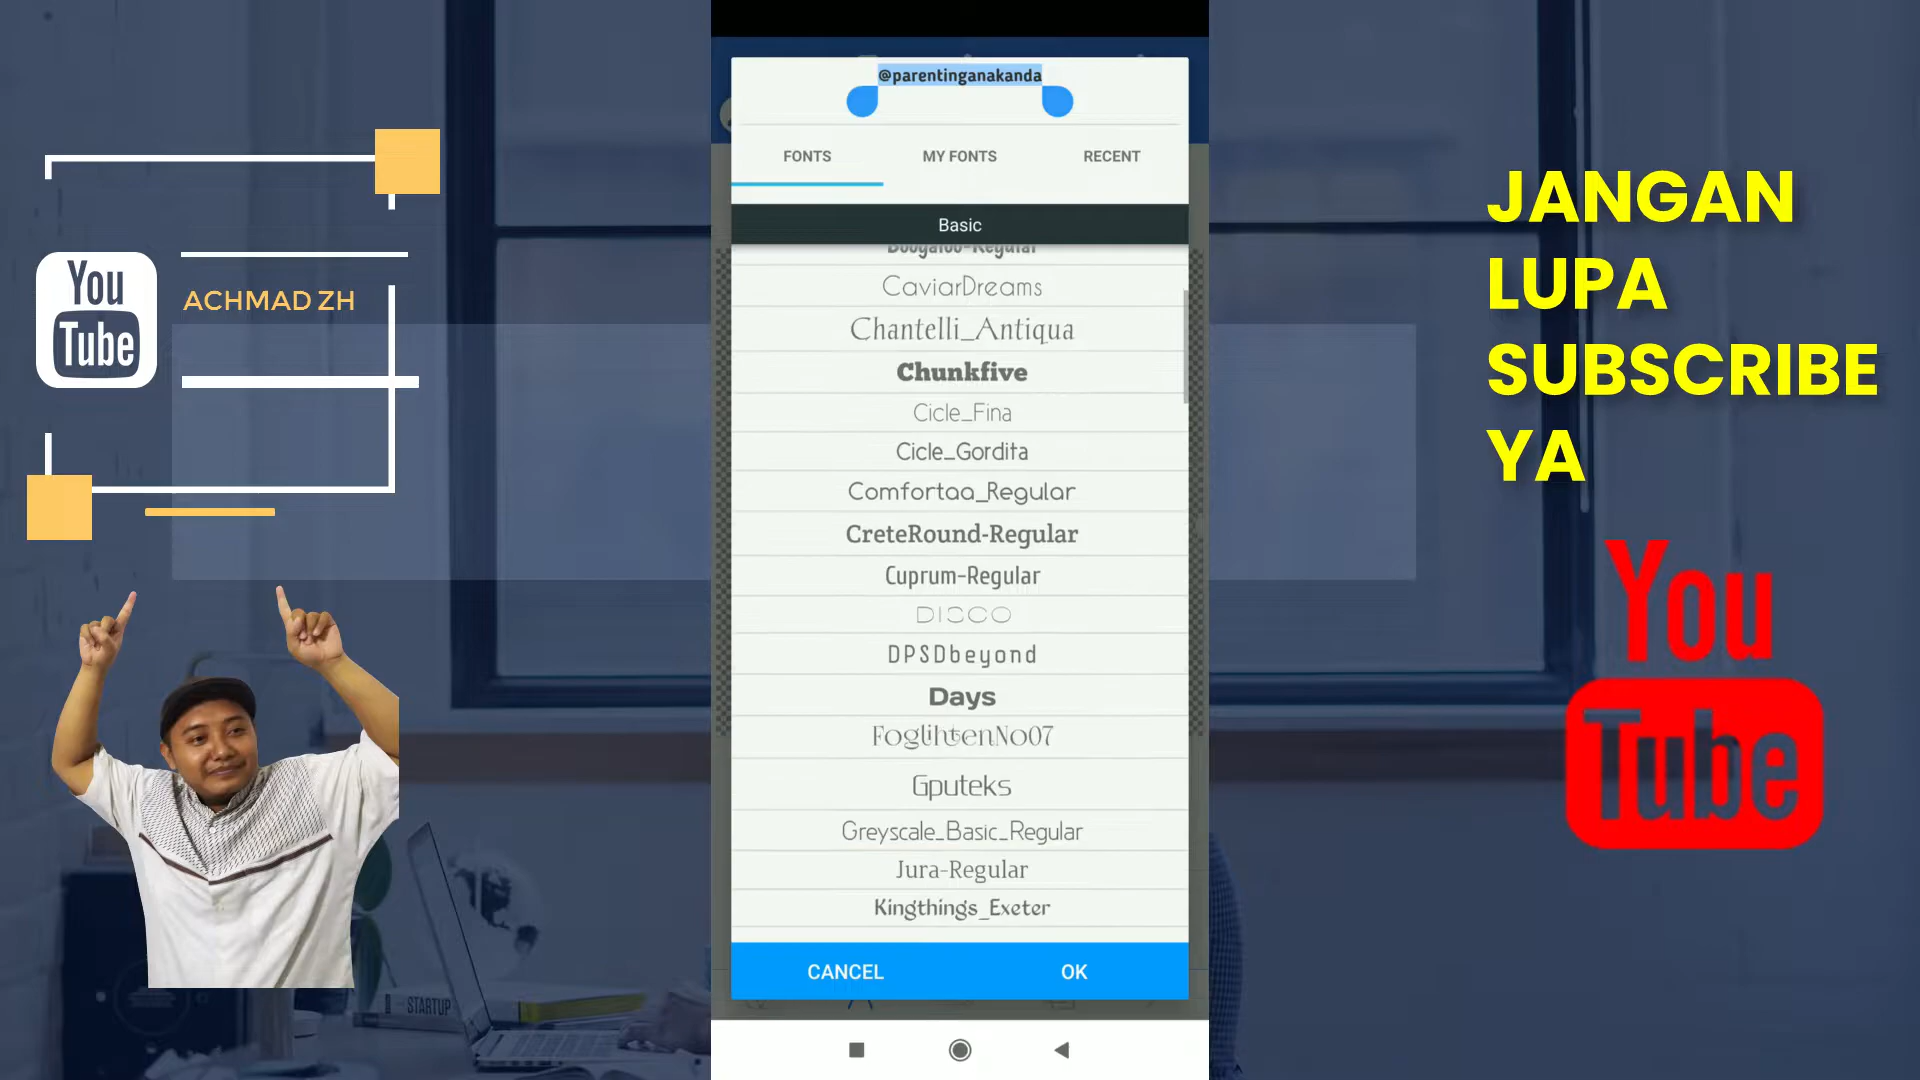 You
Tube
ACHMAD ZH
@parentinganakanda
FONTS
MY FONTS
RECENT
Basic
Boogaloo-Regular
CaviarDreams
Chantelli_Antiqua
Chunkfive
Cicle_Fina
Cicle_Gordita
Comfortaa_Regular
CreteRound-Regular
Cuprum-Regular
DISCO
DPSDbeyond
Days
FoglihtenNo07
Gputeks
Greyscale_Basic_Regular
Jura-Regular
Kingthings_Exeter
CANCEL
OK
JANGAN
LUPA
SUBSCRIBE
YA
You
Tube
STARTUP